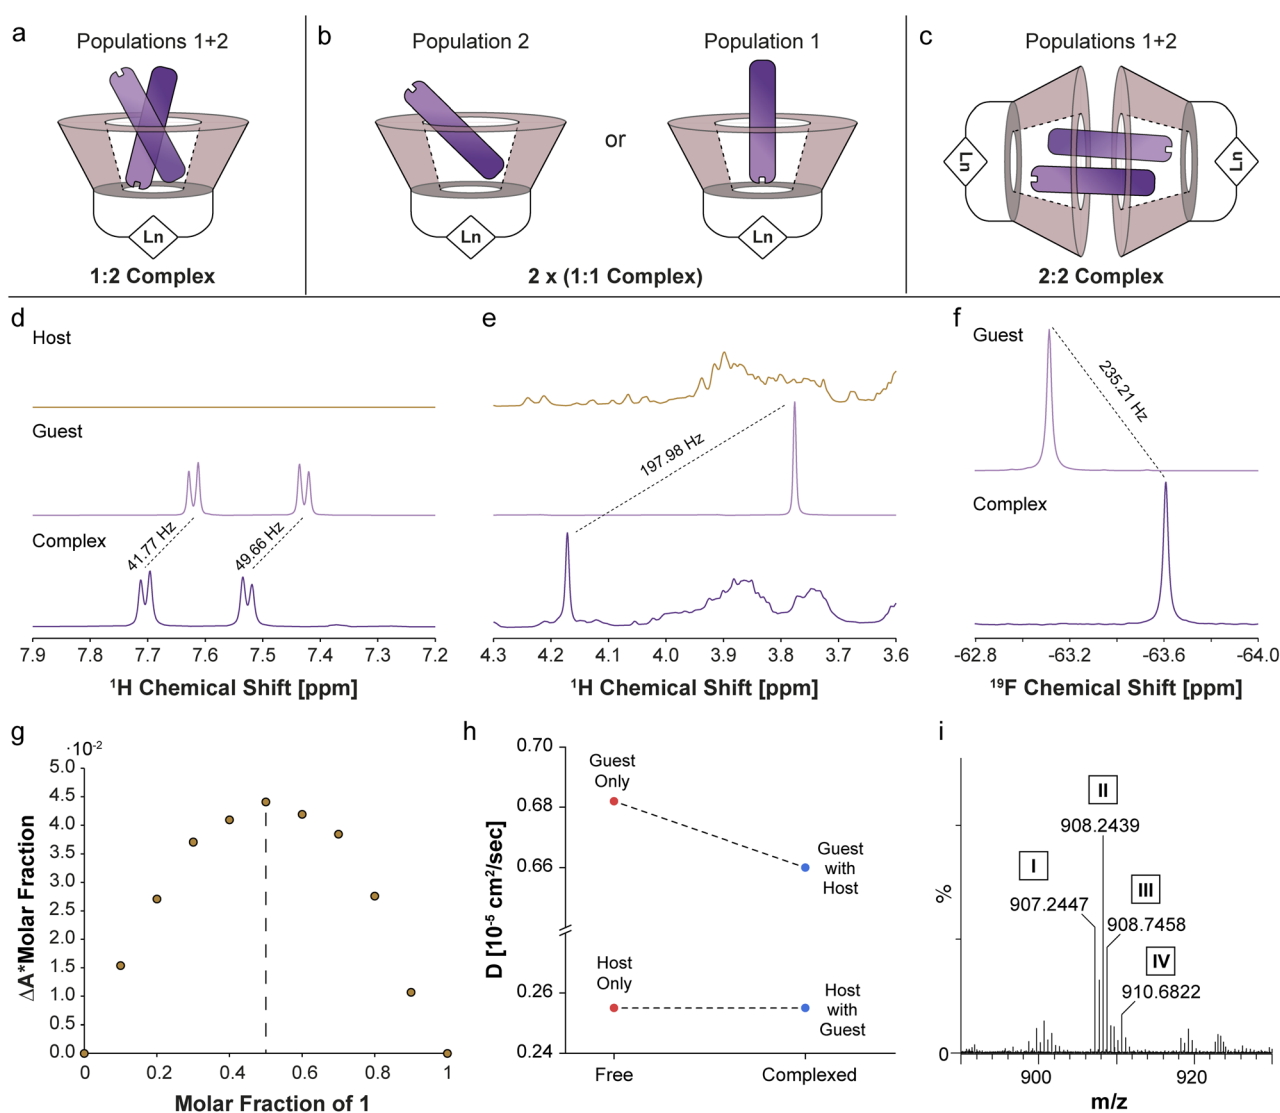 a
Populations 1+2
Ln
1:2 Complex
b
Population 2
Ln
or
Population 1
Ln
2 x (1:1 Complex)
c
Populations 1+2
Ln
Ln
2:2 Complex
d
Host
Guest
41.77 Hz
49.66 Hz
Complex
7.9 7.8 7.7 7.6 7.5 7.4 7.3 7.2
¹H Chemical Shift [ppm]
e
197.98 Hz
4.3 4.2 4.1 4.0 3.9 3.8 3.7 3.6
¹H Chemical Shift [ppm]
f
Guest
235.21 Hz
Complex
-62.8 -63.2 -63.6 -64.0
¹⁹F Chemical Shift [ppm]
g
·10⁻²
5.0
4.5
4.0
3.5
3.0
2.5
2.0
1.5
1.0
0.5
0.0
ΔA*Molar Fraction
0 0.2 0.4 0.6 0.8 1
Molar Fraction of 1
h
0.70
0.68
0.66
0.26
0.24
D [10⁻⁵ cm²/sec]
Guest
Only
Guest
with
Host
Host
Only
Host
with
Guest
Free Complexed
i
%
0
II
908.2439
I
907.2447
III
908.7458
IV
910.6822
900 920
m/z